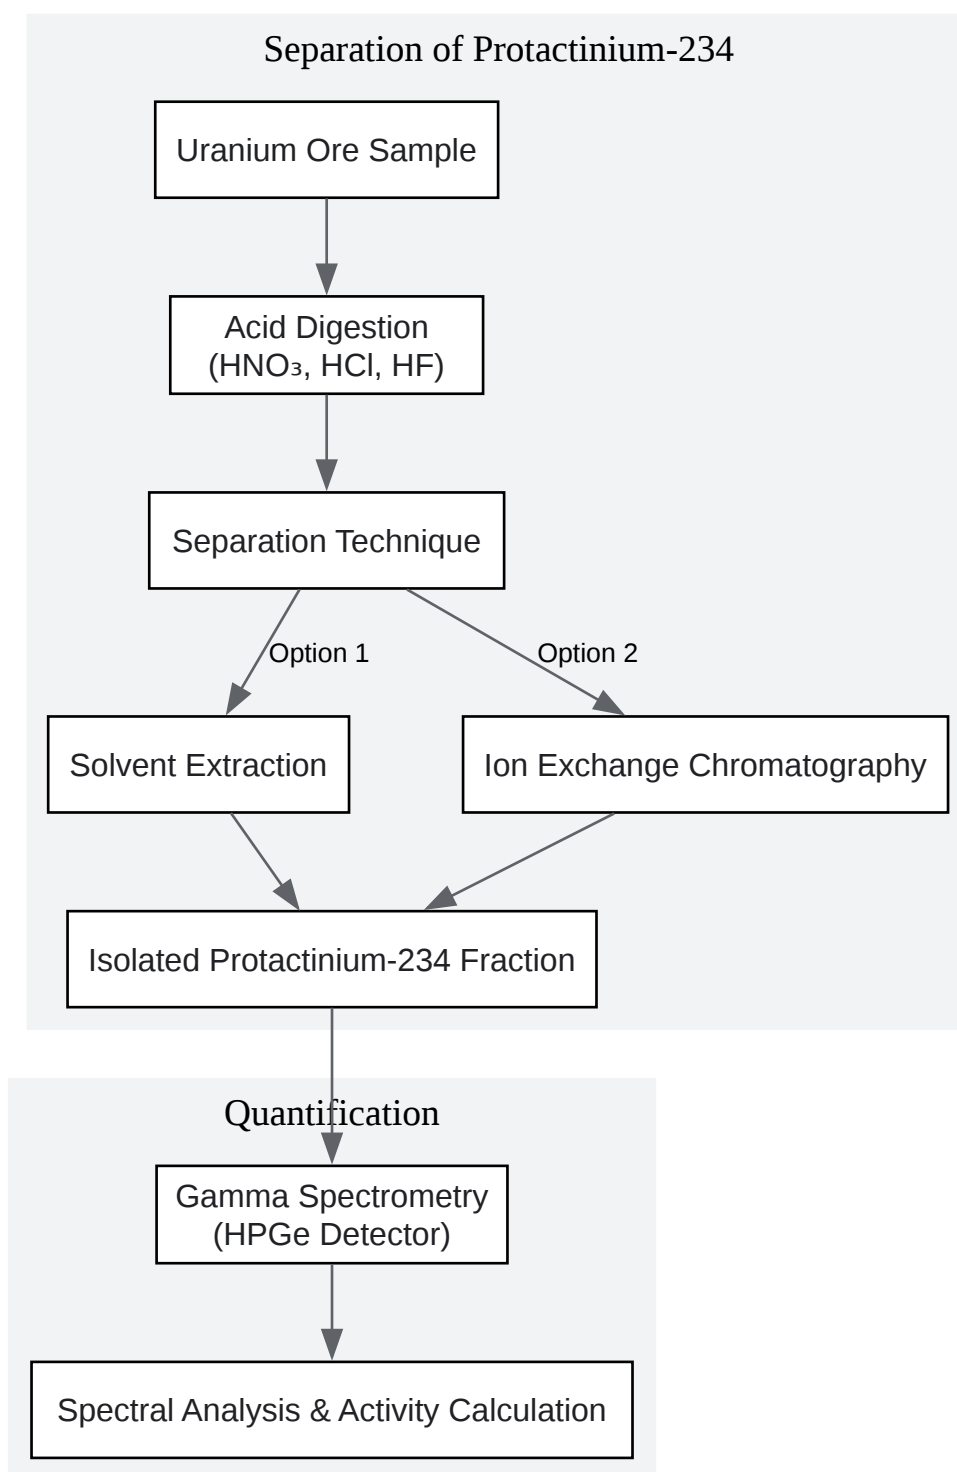 Separation of Protactinium-234
Uranium Ore Sample
Acid Digestion
(HNO₃, HCl, HF)
Separation Technique
Option 1
Option 2
Solvent Extraction
Ion Exchange Chromatography
Isolated Protactinium-234 Fraction
Quantification
Gamma Spectrometry
(HPGe Detector)
Spectral Analysis & Activity Calculation